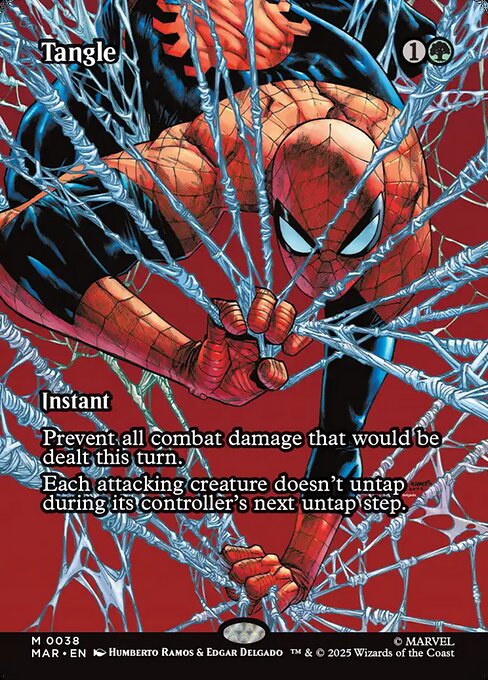 Tangle
1
Instant
Prevent all combat damage that would be
dealt this turn.
Each attacking creature doesn't untap
during its controller's next untap step.
M 0038
MAR • EN Humberto Ramos & Edgar Delgado
© MARVEL
™ & © 2025 Wizards of the Coast